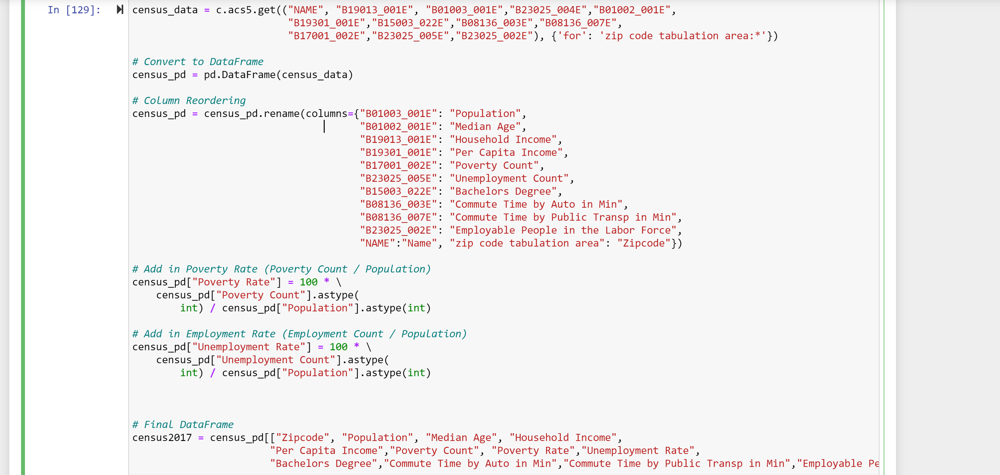 In [129]:
census_data = c.acs5.get(("NAME", "B19013_001E", "B01003_001E","B23025_004E","B01002_001E",
"B19301_001E","B15003_022E","B08136_003E","B08136_007E",
"B17001_002E","B23025_005E","B23025_002E"), {'for': 'zip code tabulation area:*'})
# Convert to DataFrame
census_pd = pd.DataFrame(census_data)
# Column Reordering
census_pd = census_pd.rename(columns={"B01003_001E": "Population",
"B01002_001E": "Median Age",
"B19013_001E": "Household Income",
"B19301_001E": "Per Capita Income",
"B17001_002E": "Poverty Count",
"B23025_005E": "Unemployment Count",
"B15003_022E": "Bachelors Degree",
"B08136_003E": "Commute Time by Auto in Min",
"B08136_007E": "Commute Time by Public Transp in Min",
"B23025_002E": "Employable People in the Labor Force",
"NAME":"Name", "zip code tabulation area": "Zipcode"})
# Add in Poverty Rate (Poverty Count / Population)
census_pd["Poverty Rate"] = 100 * \
census_pd["Poverty Count"].astype(
int) / census_pd["Population"].astype(int)
# Add in Employment Rate (Employment Count / Population)
census_pd["Unemployment Rate"] = 100 * \
census_pd["Unemployment Count"].astype(
int) / census_pd["Population"].astype(int)
# Final DataFrame
census2017 = census_pd[["Zipcode", "Population", "Median Age", "Household Income",
"Per Capita Income","Poverty Count", "Poverty Rate","Unemployment Rate",
"Bachelors Degree","Commute Time by Auto in Min","Commute Time by Public Transp in Min","Employable Pe